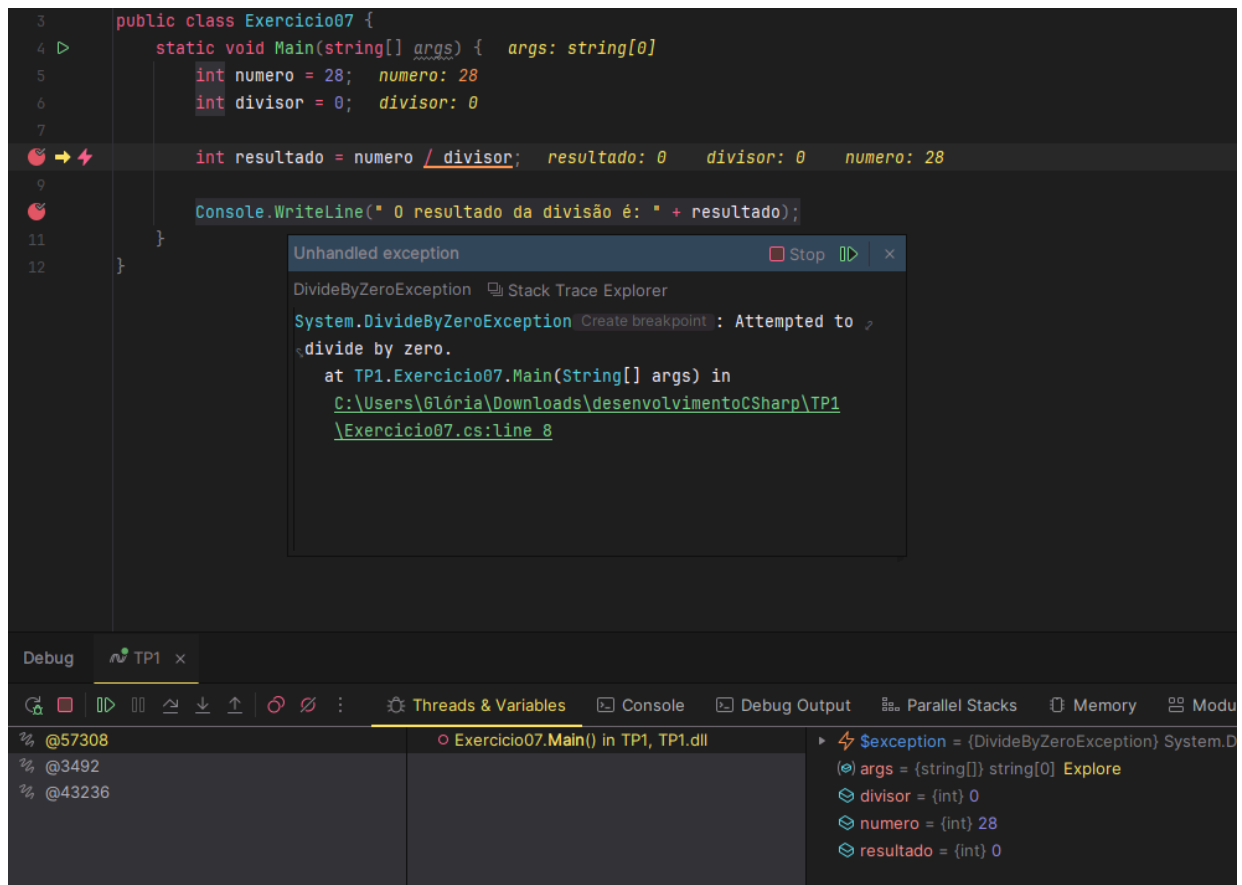 3 public class Exercicio07 {
4 static void Main(string[] args) { args: string[0]
5 int numero = 28; numero: 28
6 int divisor = 0; divisor: 0
7
int resultado = numero / divisor; resultado: 0 divisor: 0 numero: 28
9
Console.WriteLine(" O resultado da divisão é: " + resultado);
11 }
12 }
Unhandled exception Stop
DivideByZeroException Stack Trace Explorer
System.DivideByZeroException Create breakpoint : Attempted to
divide by zero.
at TP1.Exercicio07.Main(String[] args) in
C:\Users\Glória\Downloads\desenvolvimentoCSharp\TP1
\Exercicio07.cs:line 8
Debug TP1
Threads & Variables Console Debug Output Parallel Stacks Memory Modu
@57308 Exercicio07.Main() in TP1, TP1.dll $exception = {DivideByZeroException} System.D
@3492 args = {string[]} string[0] Explore
@43236 divisor = {int} 0
numero = {int} 28
resultado = {int} 0